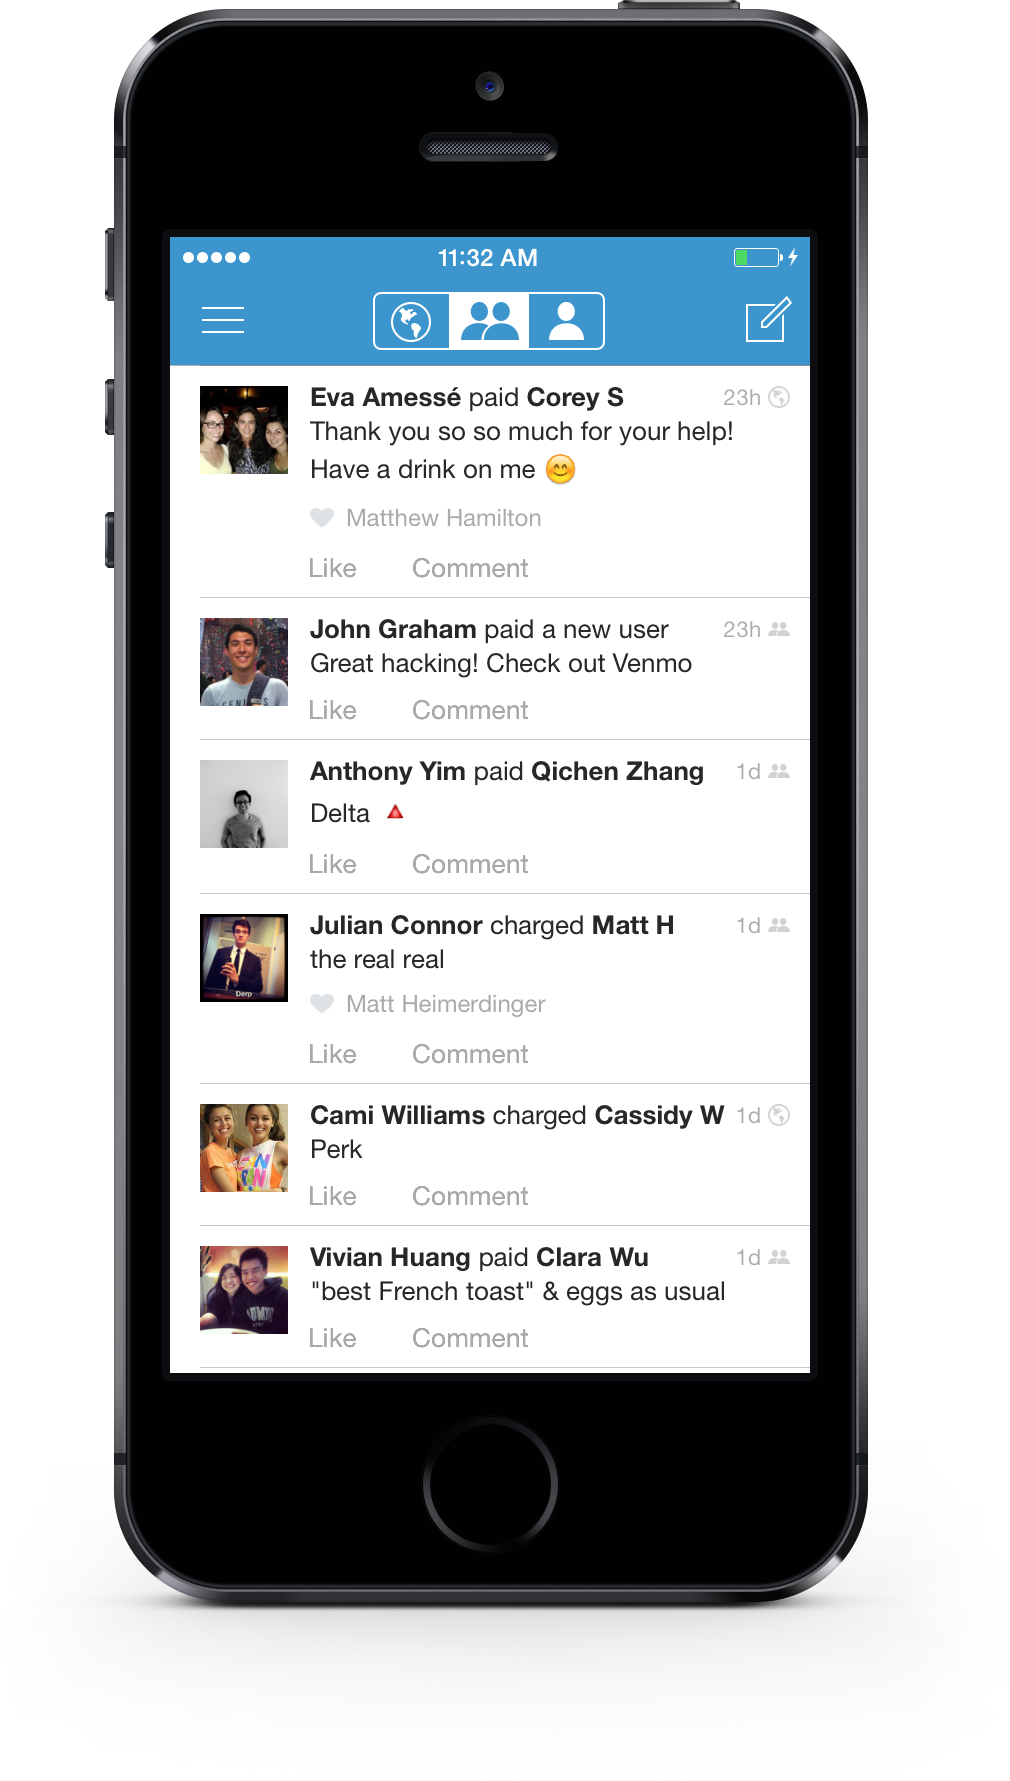 11:32 AM
Eva Amessé paid Corey S 23h
Thank you so so much for your help!
Have a drink on me 😊
Matthew Hamilton
Like Comment
John Graham paid a new user 23h
Great hacking! Check out Venmo
Like Comment
Anthony Yim paid Qichen Zhang 1d
Delta 🔺
Like Comment
Julian Connor charged Matt H 1d
the real real
Derp
Matt Heimerdinger
Like Comment
Cami Williams charged Cassidy W 1d
Perk
Like Comment
Vivian Huang paid Clara Wu 1d
"best French toast" & eggs as usual
Like Comment